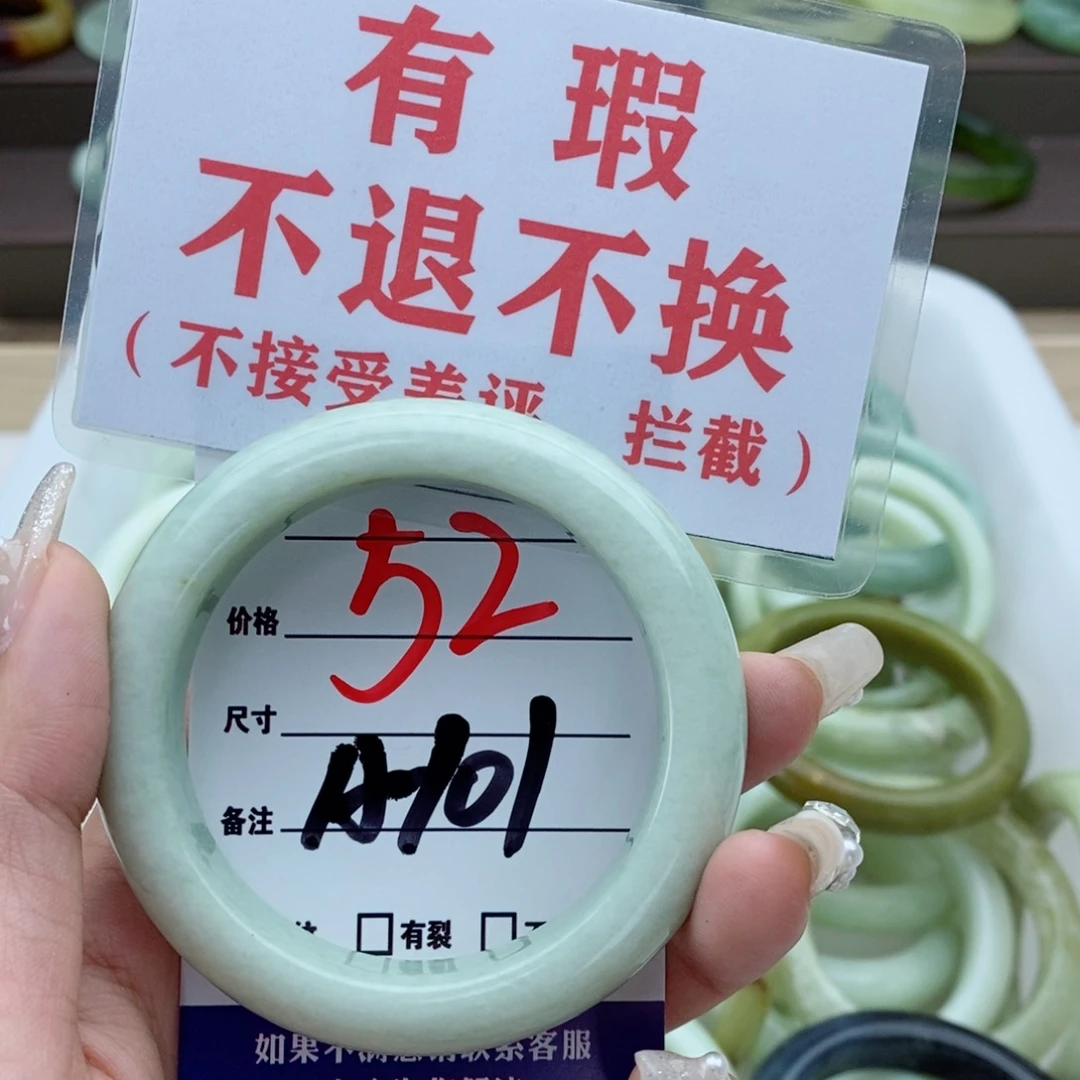 有瑕
不退不换
(不接受差评 拦截)
52
价格
尺寸
A101
备注
有裂
如果不满意请联系客服